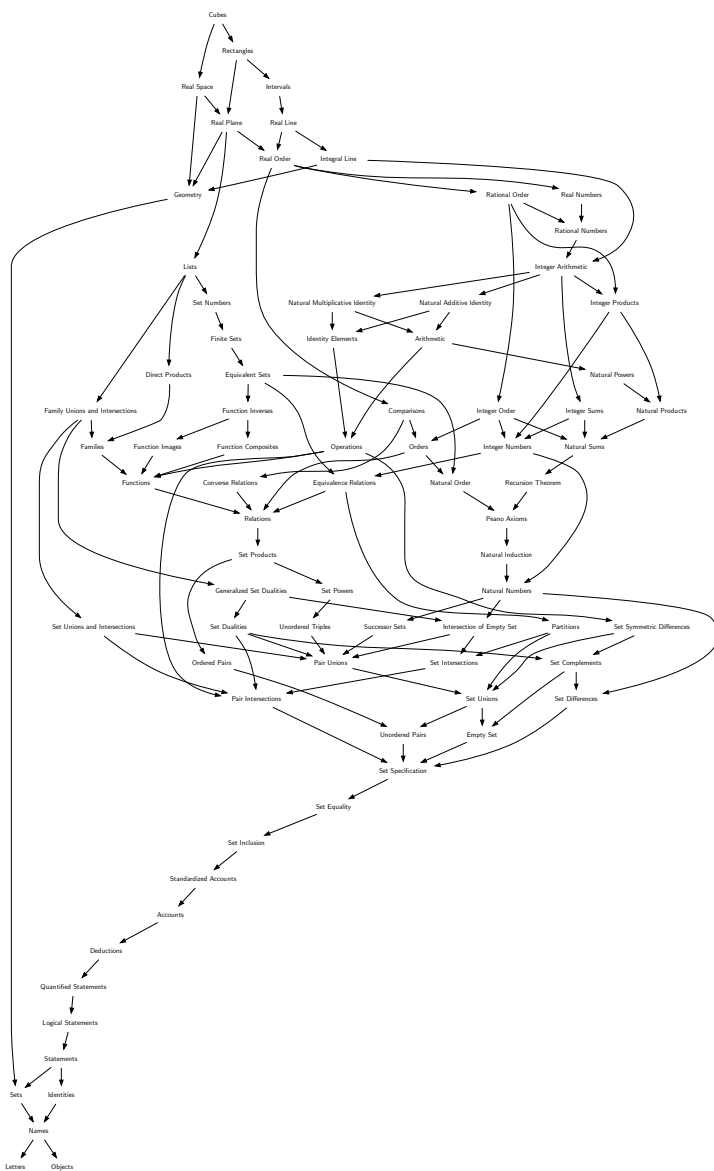 Cubes
Rectangles
Real Space
Intervals
Real Plane
Real Line
Real Order
Integral Line
Geometry
Rational Order
Real Numbers
Rational Numbers
Lists
Integer Arithmetic
Set Numbers
Natural Multiplicative Identity
Natural Additive Identity
Integer Products
Finite Sets
Identity Elements
Arithmetic
Direct Products
Equivalent Sets
Natural Powers
Family Unions and Intersections
Function Inverses
Comparisons
Integer Order
Integer Sums
Natural Products
Families
Function Images
Function Composites
Operations
Orders
Integer Numbers
Natural Sums
Functions
Converse Relations
Equivalence Relations
Natural Order
Recursion Theorem
Relations
Peano Axioms
Set Products
Natural Induction
Generalized Set Dualities
Set Powers
Natural Numbers
Set Unions and Intersections
Set Dualities
Unordered Triples
Successor Sets
Intersection of Empty Set
Partitions
Set Symmetric Differences
Ordered Pairs
Pair Unions
Set Intersections
Set Complements
Pair Intersections
Set Unions
Set Differences
Unordered Pairs
Empty Set
Set Specification
Set Equality
Set Inclusion
Standardized Accounts
Accounts
Deductions
Quantified Statements
Logical Statements
Statements
Sets
Identities
Names
Letters
Objects